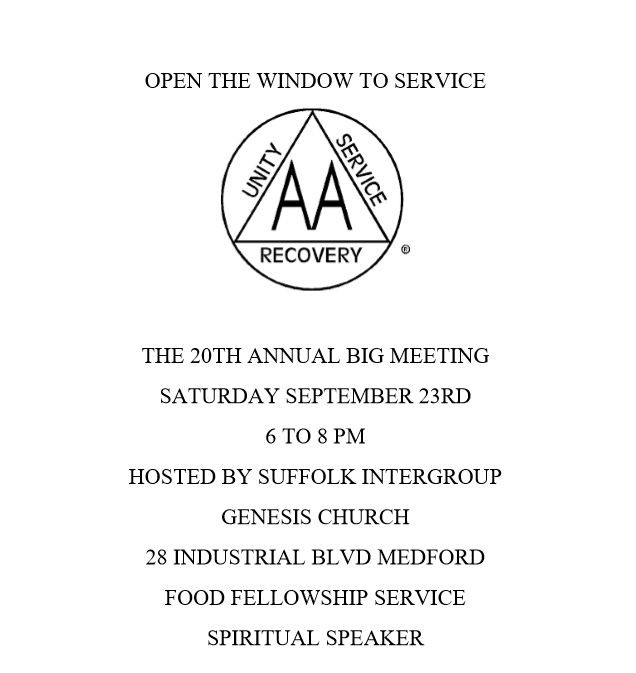 OPEN THE WINDOW TO SERVICE
UNITY
SERVICE
AA
RECOVERY
®
THE 20TH ANNUAL BIG MEETING
SATURDAY SEPTEMBER 23RD
6 TO 8 PM
HOSTED BY SUFFOLK INTERGROUP
GENESIS CHURCH
28 INDUSTRIAL BLVD MEDFORD
FOOD FELLOWSHIP SERVICE
SPIRITUAL SPEAKER